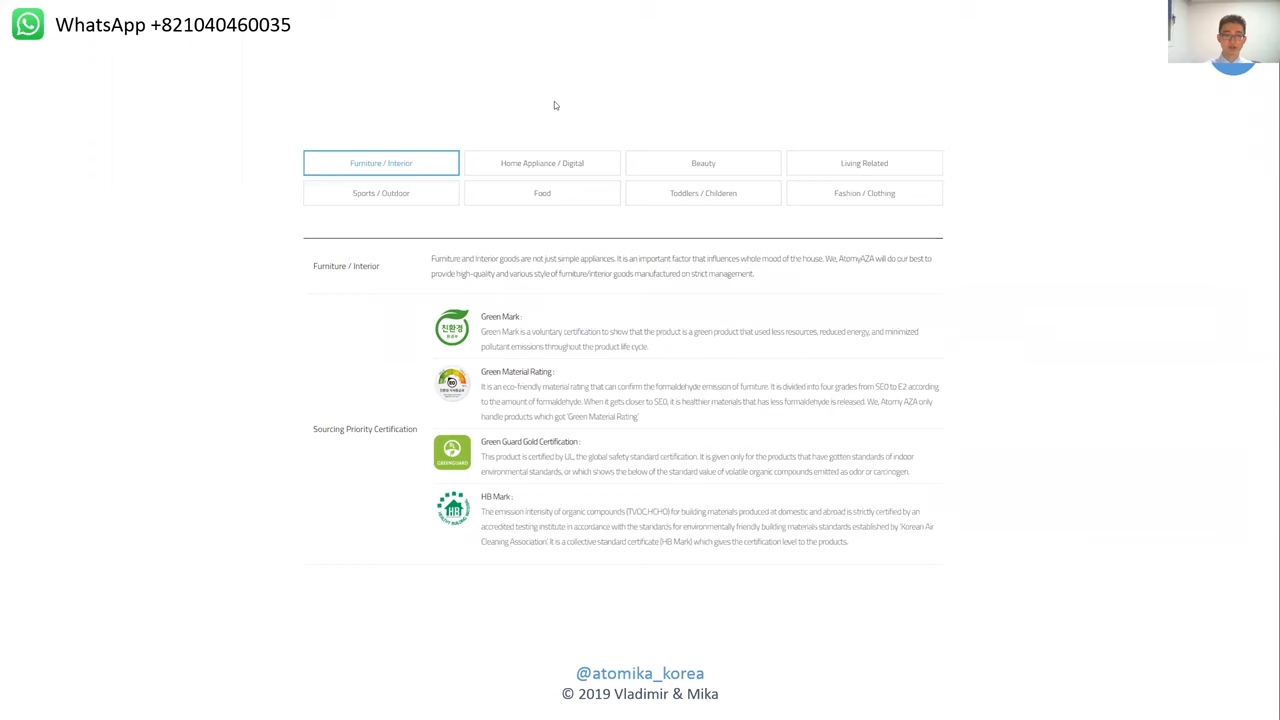 WhatsApp +821040460035
Furniture / Interior
Home Appliance / Digital
Beauty
Living Related
Sports / Outdoor
Food
Toddlers / Childeren
Fashion / Clothing
Furniture / Interior
Furniture and Interior goods are not just simple appliances. It is an important factor that influences whole mood of the house. We, AtomyAZA will do our best to
provide high-quality and various style of furniture/interior goods manufactured on strict management.
Sourcing Priority Certification
친환경
Green Mark :
Green Mark is a voluntary certification to show that the product is a green product that used less resources, reduced energy, and minimized
pollutant emissions throughout the product life cycle.
Green Material Rating :
It is an eco-friendly material rating that can confirm the formaldehyde emission of furniture. It is divided into four grades from SE0 to E2 according
to the amount of formaldehyde. When it gets closer to SE0, it is healthier materials that has less formaldehyde is released. We, Atomy AZA only
handle products which got 'Green Material Rating'
GREENGUARD
Green Guard Gold Certification :
This product is certified by UL, the global safety standard certification. It is given only for the products that have gotten standards of indoor
environmental standards, or which shows the below of the standard value of volatile organic compounds emitted as odor or carcinogen.
HB
HB Mark :
The emission intensity of organic compounds (TVOC,HCHO) for building materials produced at domestic and abroad is strictly certified by an
accredited testing institute in accordance with the standards for environmentally friendly building materials standards established by 'Korean Air
Cleaning Association'. It is a collective standard certificate (HB Mark) which gives the certification level to the products.
@atomika_korea
© 2019 Vladimir & Mika